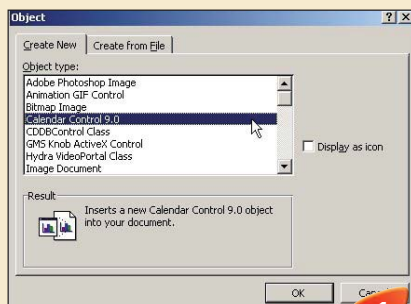 Object
Create New
Create from File
Object type:
Adobe Photoshop Image
Animation GIF Control
Bitmap Image
Calendar Control 9.0
CDDBControl Class
GMS Knob ActiveX Control
Hydra VideoPortal Class
Image Document
Display as icon
Result
Inserts a new Calendar Control 9.0 object
into your document.
OK